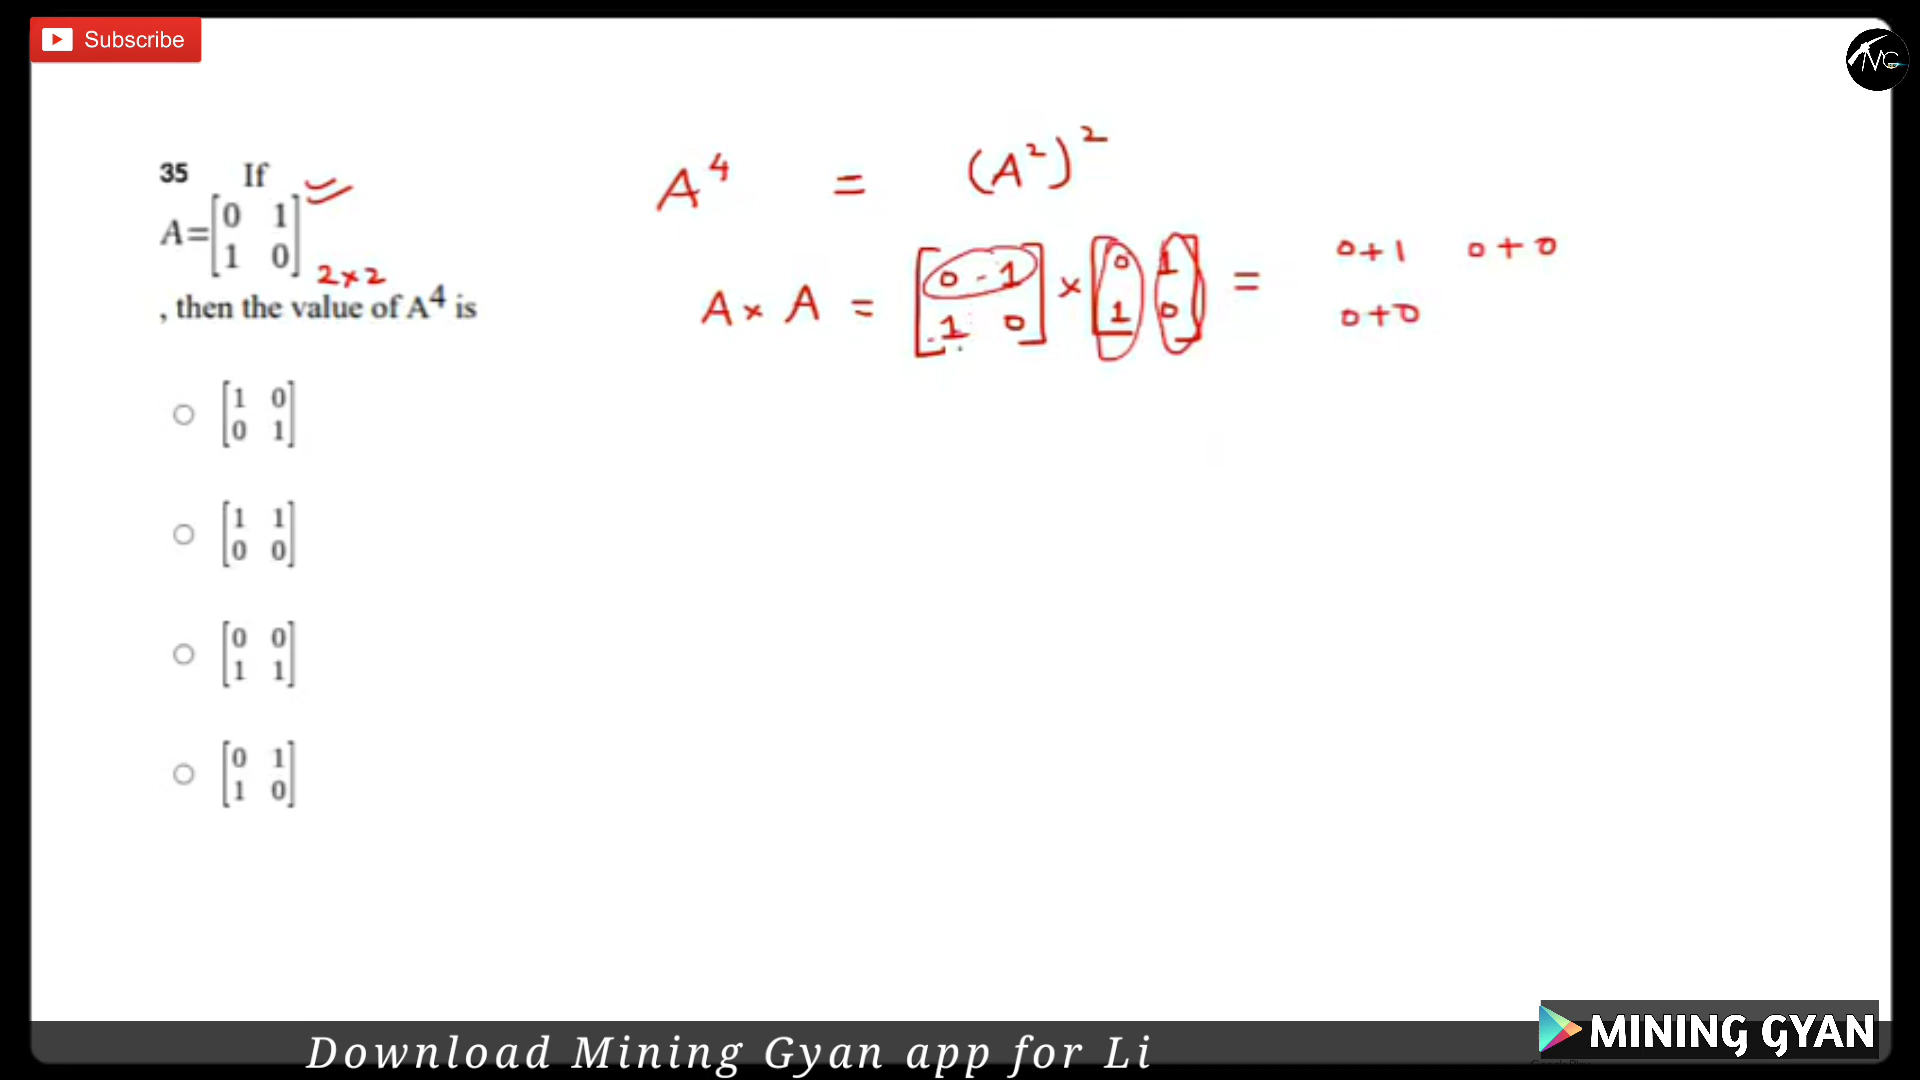 Subscribe
NG
35 If
A=[0 1
1 0]
2×2
, then the value of A⁴ is
[1 0
0 1]
[1 1
0 0]
[0 0
1 1]
[0 1
1 0]
A⁴ = (A²)²
A × A = [0 - 1
1 0] × [0 1
1 0] =
0+1 0+0
0+0
Download Mining Gyan app for Li
MINING GYAN